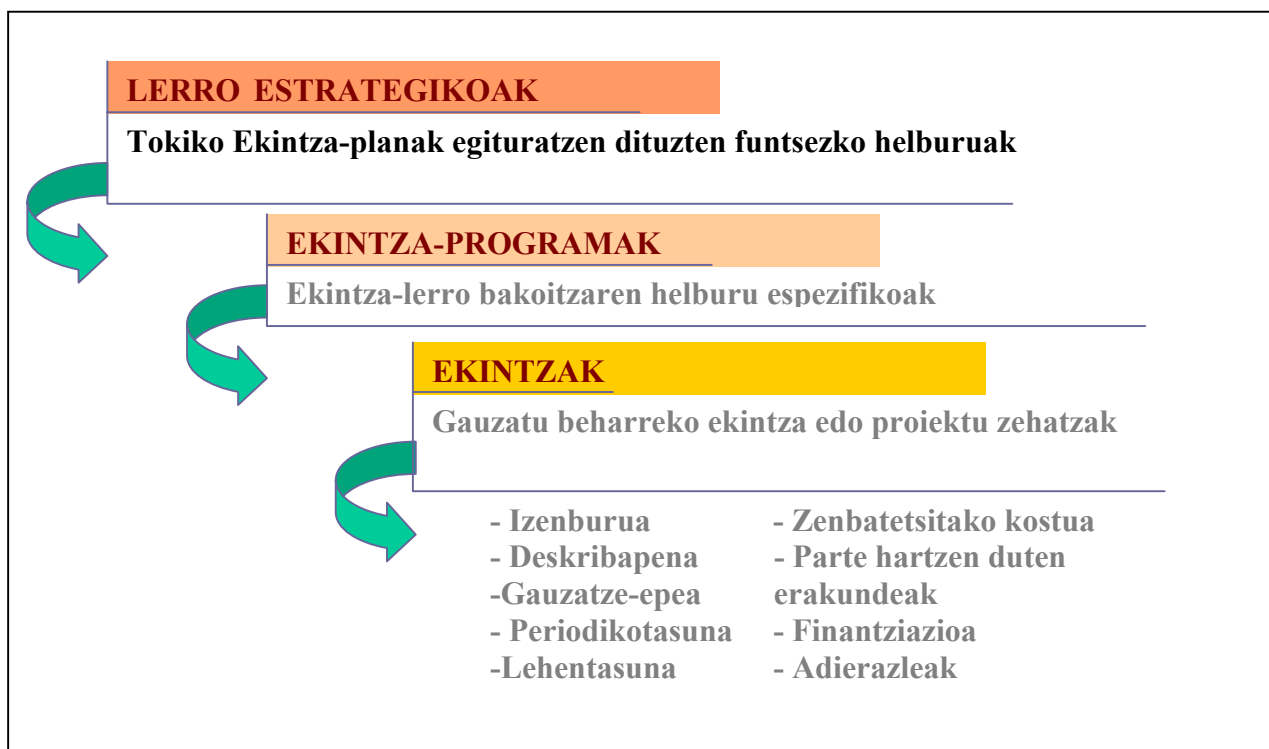 LERRO ESTRATEGIKOAK
Tokiko Ekintza-planak egituratzen dituzten funtsezko helburuak
EKINTZA-PROGRAMAK
Ekintza-lerro bakoitzaren helburu espezifikoak
EKINTZAK
Gauzatu beharreko ekintza edo proiektu zehatzak
- Izenburua
- Deskribapena
-Gauzatze-epea
- Periodikotasuna
-Lehentasuna
- Zenbatetsitako kostua
- Parte hartzen duten
erakundeak
- Finantziazioa
- Adierazleak